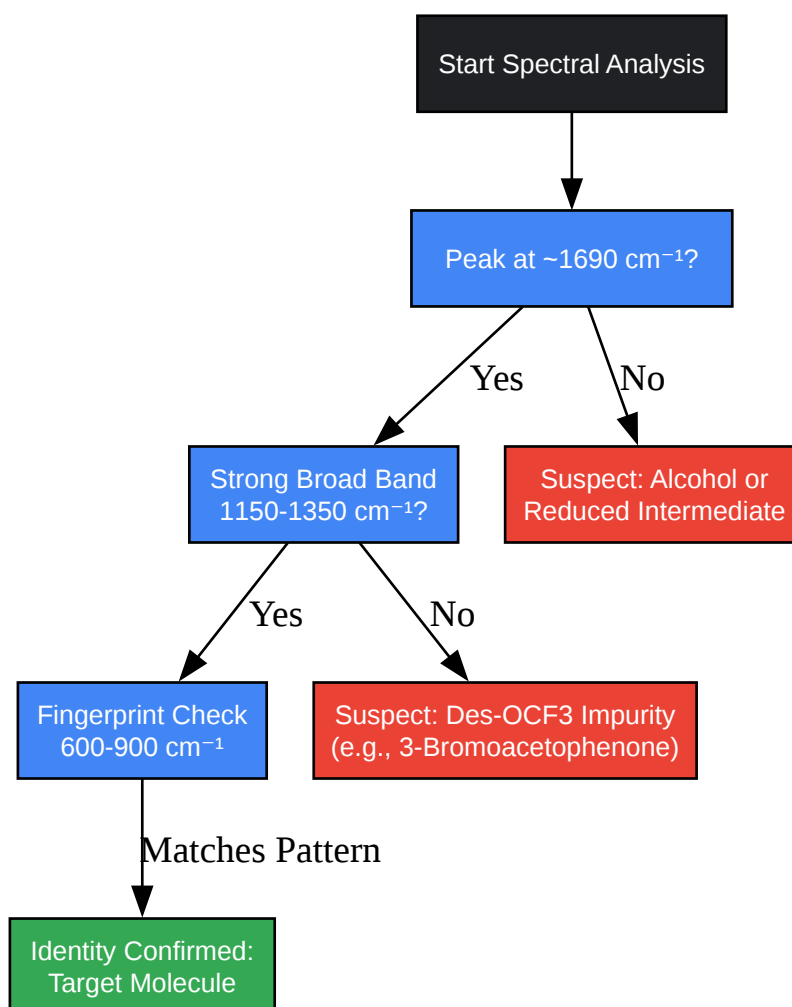 Start Spectral Analysis
Peak at ~1690 cm⁻¹?
Yes
No
Strong Broad Band
1150-1350 cm⁻¹?
Suspect: Alcohol or
Reduced Intermediate
Yes
No
Fingerprint Check
600-900 cm⁻¹
Suspect: Des-OCF3 Impurity
(e.g., 3-Bromoacetophenone)
Matches Pattern
Identity Confirmed:
Target Molecule